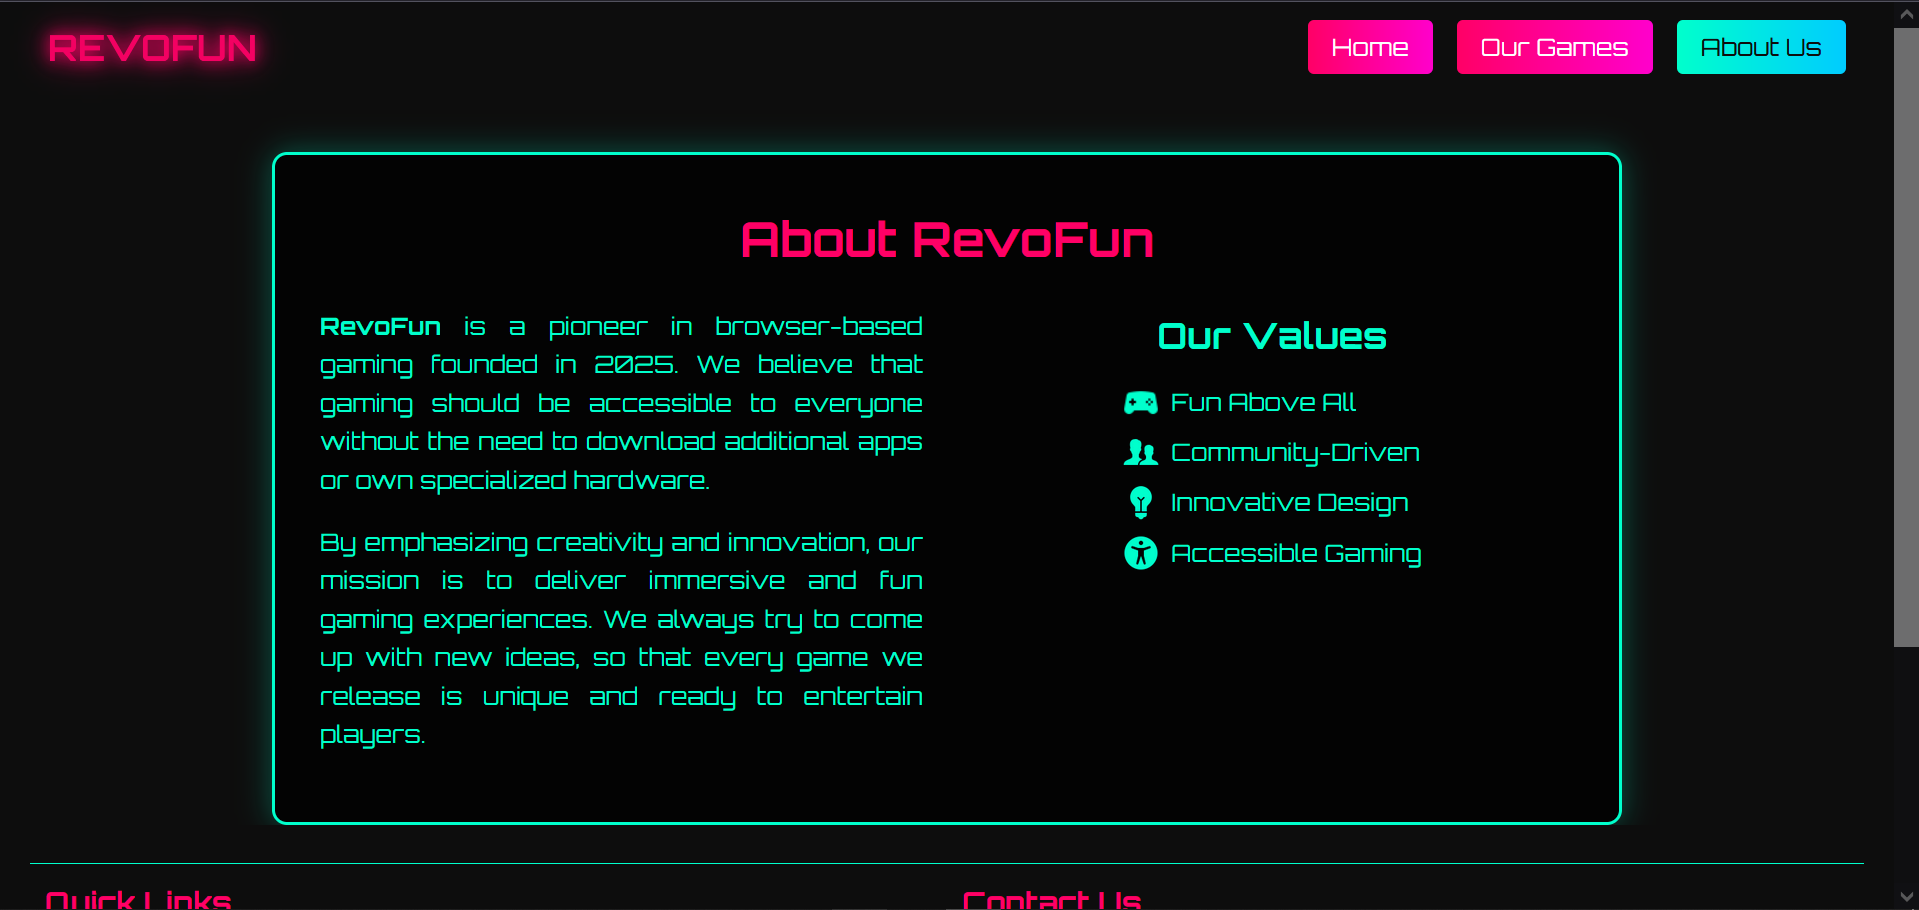 REVOFUN
Home
Our Games
About Us
About RevoFun
RevoFun is a pioneer in browser-based
gaming founded in 2025. We believe that
gaming should be accessible to everyone
without the need to download additional apps
or own specialized hardware.
By emphasizing creativity and innovation, our
mission is to deliver immersive and fun
gaming experiences. We always try to come
up with new ideas, so that every game we
release is unique and ready to entertain
players.
Our Values
Fun Above All
Community-Driven
Innovative Design
Accessible Gaming
Quick Links
Contact Us